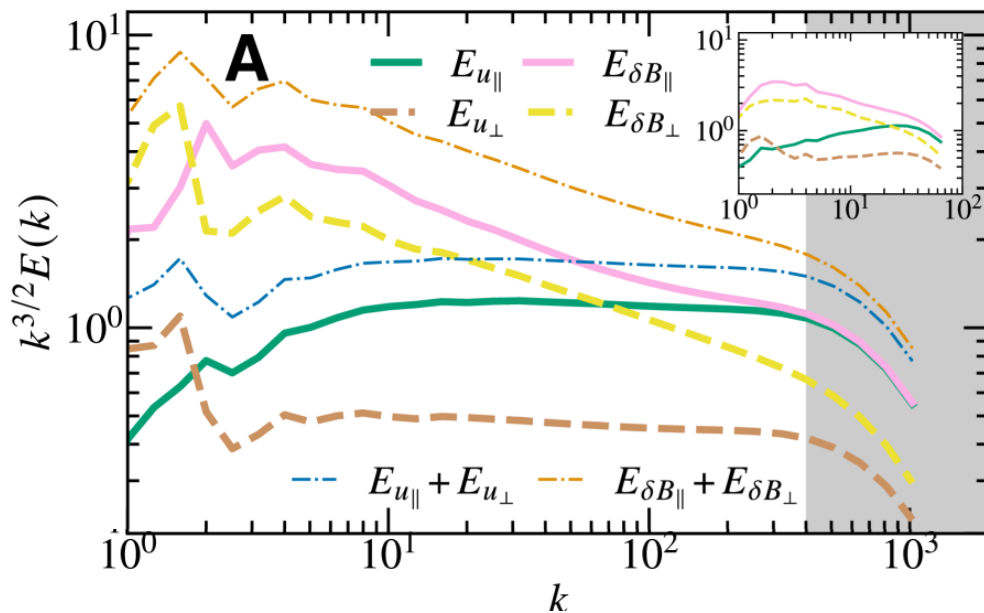 A
E_{u_∥} E_{δB_∥}
E_{u_⊥} E_{δB_⊥}
E_{u_∥} + E_{u_⊥} E_{δB_∥} + E_{δB_⊥}
k^{3/2}E(k)
10^1
10^0
10^0 10^1 10^2 10^3
k
10^1
10^0
10^0 10^1 10^2